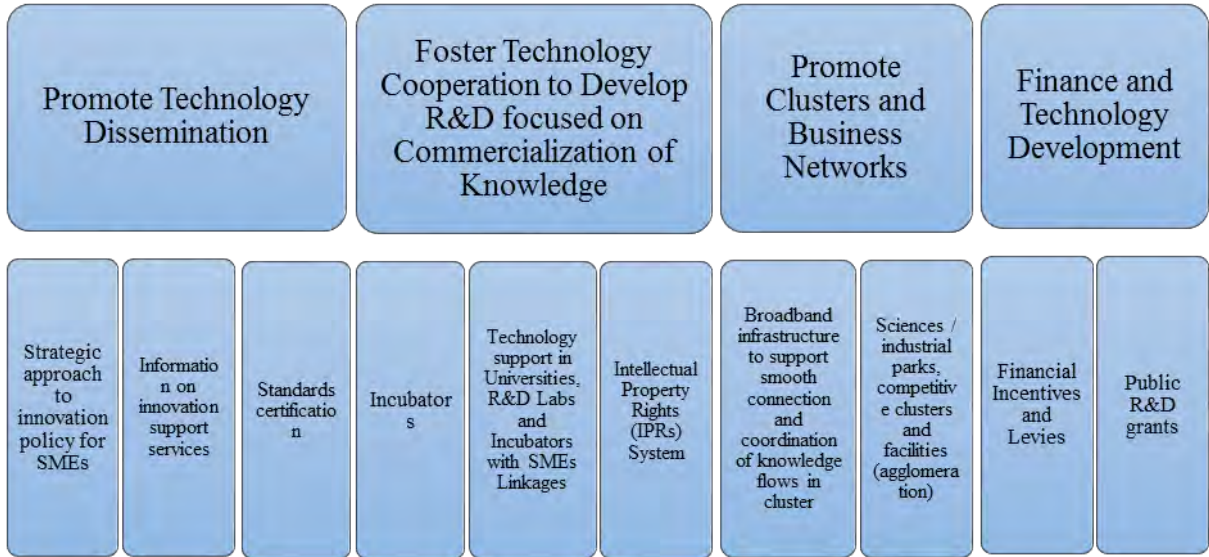 Promote Technology
Dissemination
Foster Technology
Cooperation to Develop
R&D focused on
Commercialization of
Knowledge
Promote
Clusters and
Business
Networks
Finance and
Technology
Development
Strategic
approach
to
innovation
policy for
SMEs
Informatio
n on
innovation
support
services
Standards
certificatio
n
Incubator
s
Technology
support in
Universities,
R&D Labs
and
Incubators
with SMEs
Linkages
Intellectual
Property
Rights
(IPRs)
System
Broadband
infrastructure
to support
smooth
connection
and
coordination
of knowledge
flows in
cluster
Sciences /
industrial
parks,
competitiv
e clusters
and
facilities
(agglomera
tion)
Financial
Incentives
and
Levies
Public
R&D
grants